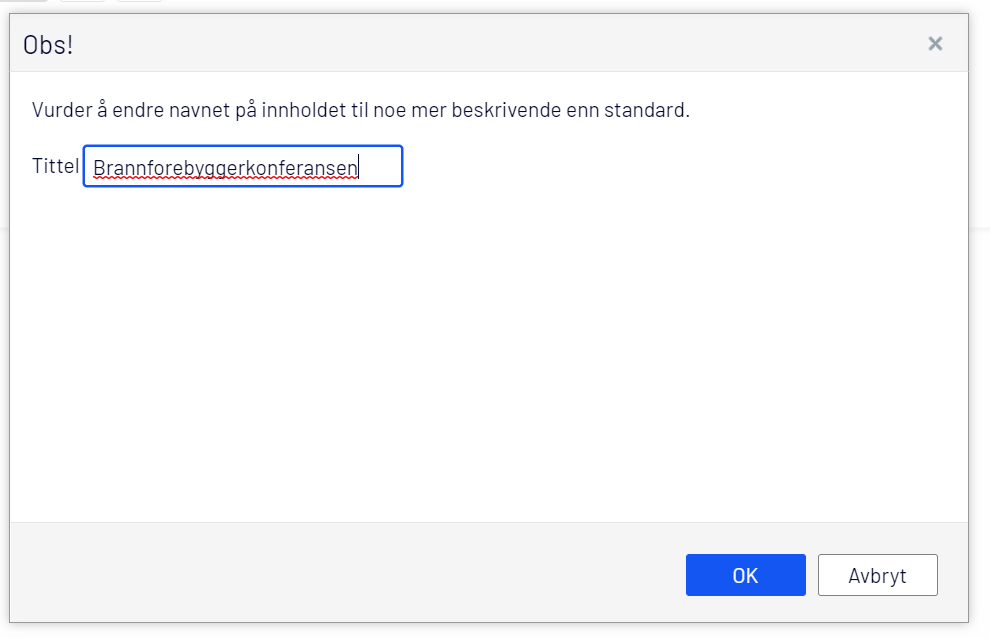 Obs!
Vurder å endre navnet på innholdet til noe mer beskrivende enn standard.
Tittel Brannforebyggerkonferansen
OK Avbryt